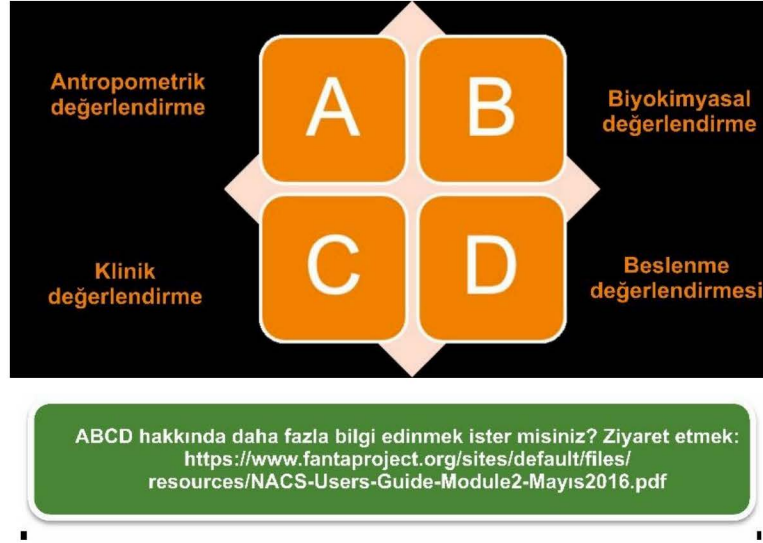 Antropometrik
değerlendirme
A
B
Biyokimyasal
değerlendirme
Klinik
değerlendirme
C
D
Beslenme
değerlendirmesi
ABCD hakkında daha fazla bilgi edinmek ister misiniz? Ziyaret etmek:
https://www.fantaproject.org/sites/default/files/
resources/NACS-Users-Guide-Module2-Mayıs2016.pdf